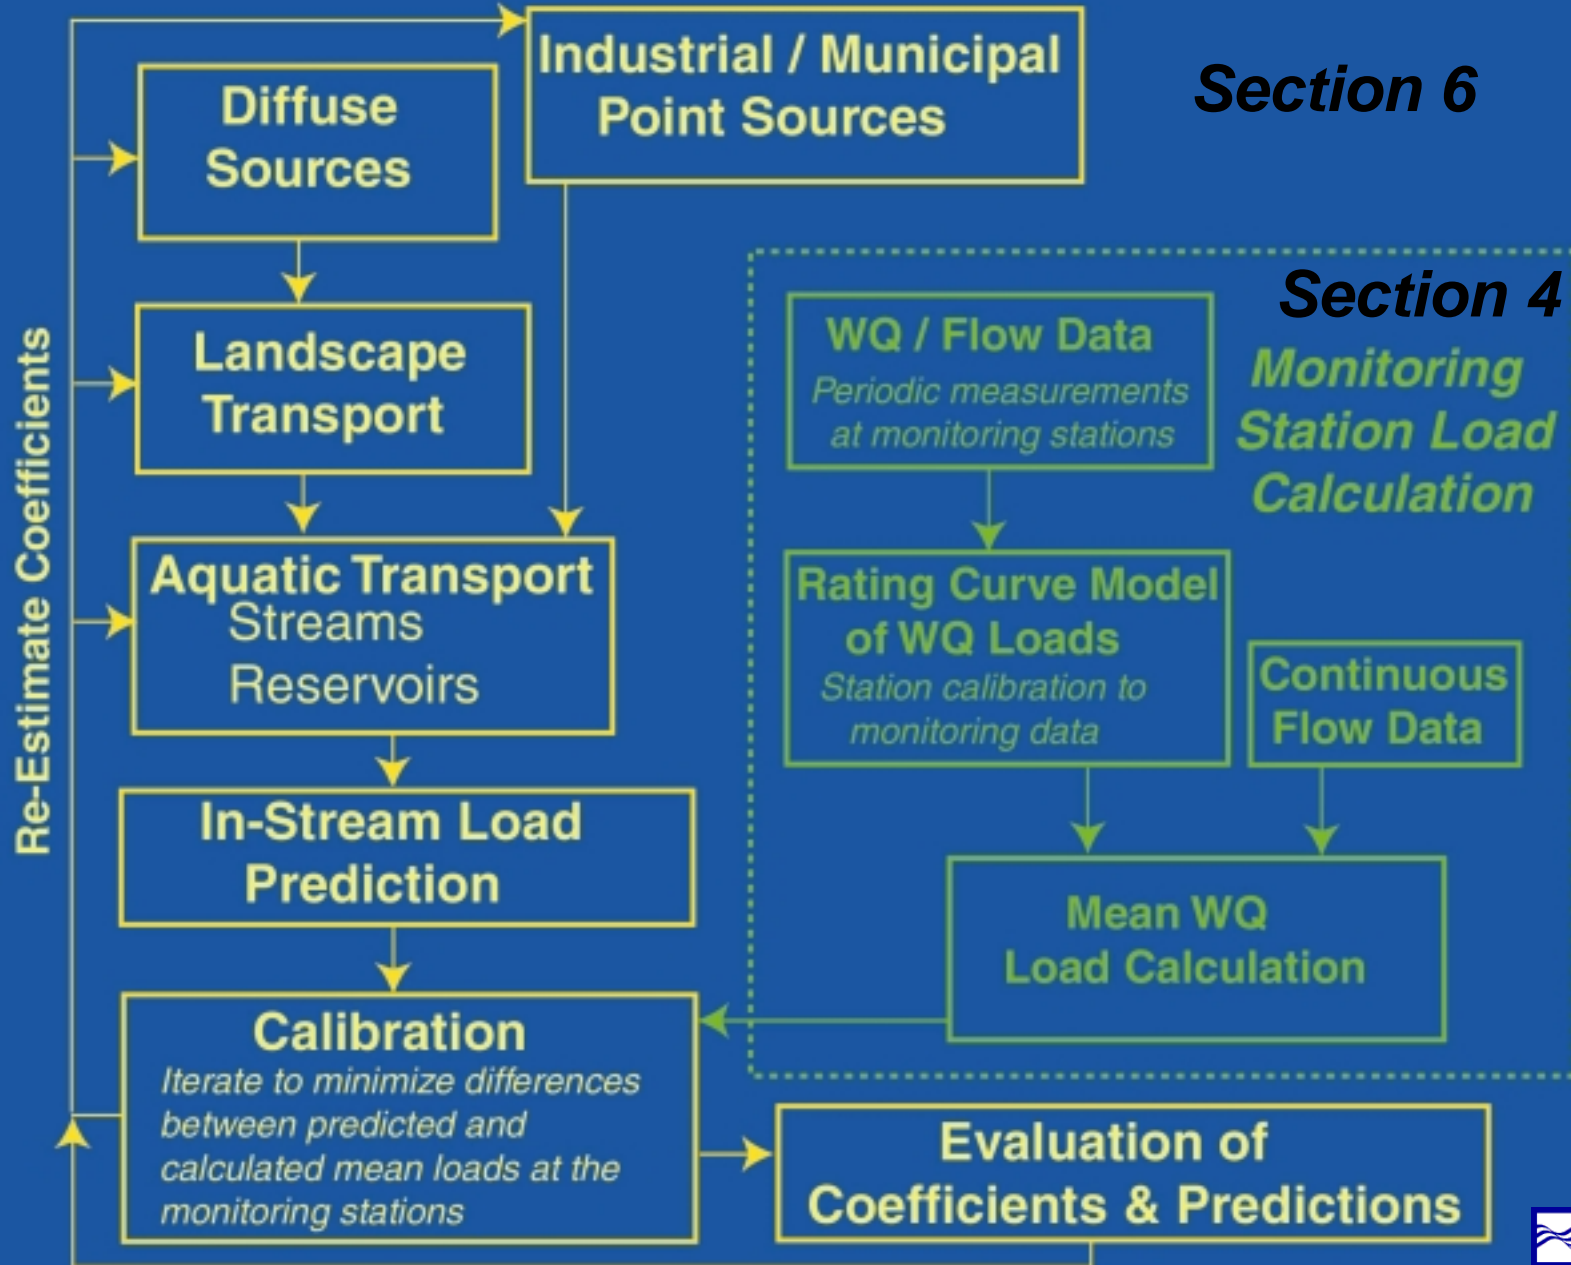 Industrial / Municipal
Point Sources
Section 6
Diffuse
Sources
Section 4
Monitoring
Station Load
Calculation
WQ / Flow Data
Periodic measurements
at monitoring stations
Landscape
Transport
Re-Estimate Coefficients
Aquatic Transport
Streams
Reservoirs
Rating Curve Model
of WQ Loads
Station calibration to
monitoring data
Continuous
Flow Data
In-Stream Load
Prediction
Mean WQ
Load Calculation
Calibration
Iterate to minimize differences
between predicted and
calculated mean loads at the
monitoring stations
Evaluation of
Coefficients & Predictions